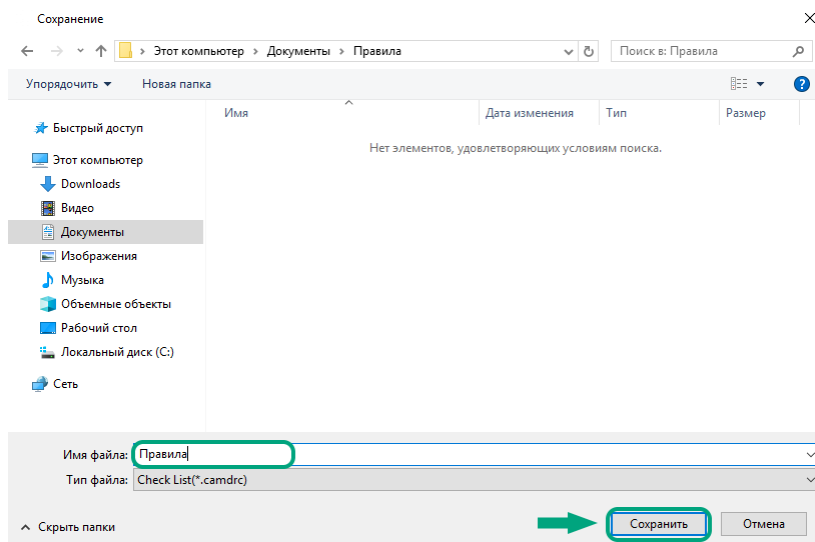 Сохранение
Этот компьютер > Документы > Правила
Поиск в: Правила
Упорядочить
Новая папка
Имя
Дата изменения
Тип
Размер
Нет элементов, удовлетворяющих условиям поиска.
Быстрый доступ
Этот компьютер
Downloads
Видео
Документы
Изображения
Музыка
Объемные объекты
Рабочий стол
Локальный диск (C:)
Сеть
Имя файла: Правила
Тип файла: Check List(*.camdrc)
Скрыть папки
Сохранить
Отмена